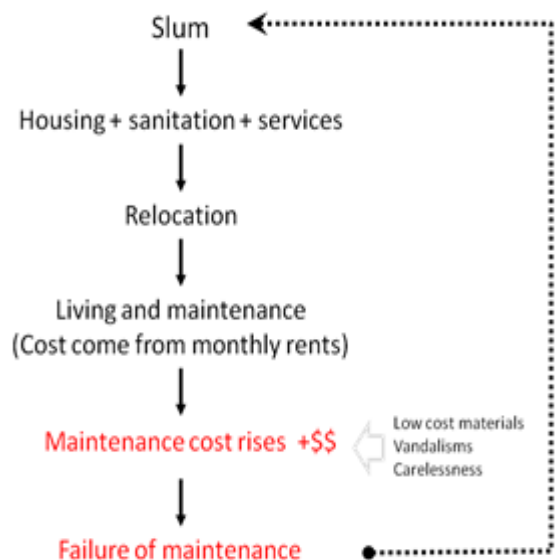 Slum
Housing + sanitation + services
Relocation
Living and maintenance
(Cost come from monthly rents)
Maintenance cost rises +$$
Low cost materials
Vandalisms
Carelessness
Failure of maintenance